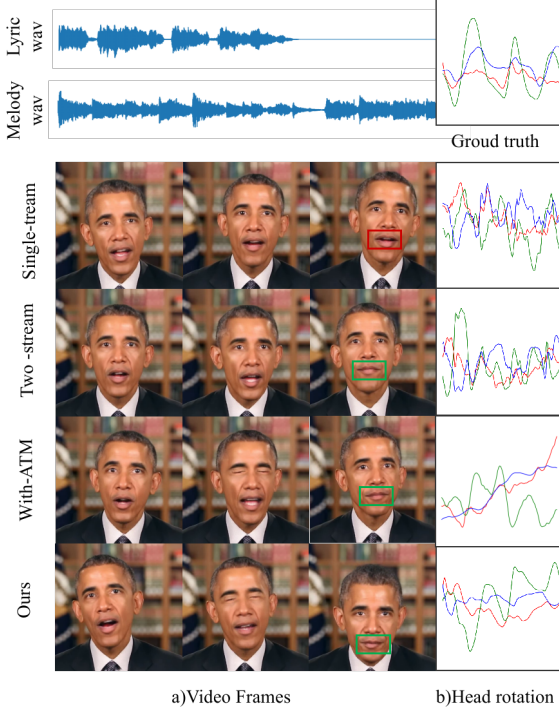 Lyric
wav
Melody
wav
Groud truth
Single-tream
Two -stream
With-ATM
Ours
a)Video Frames
b)Head rotation